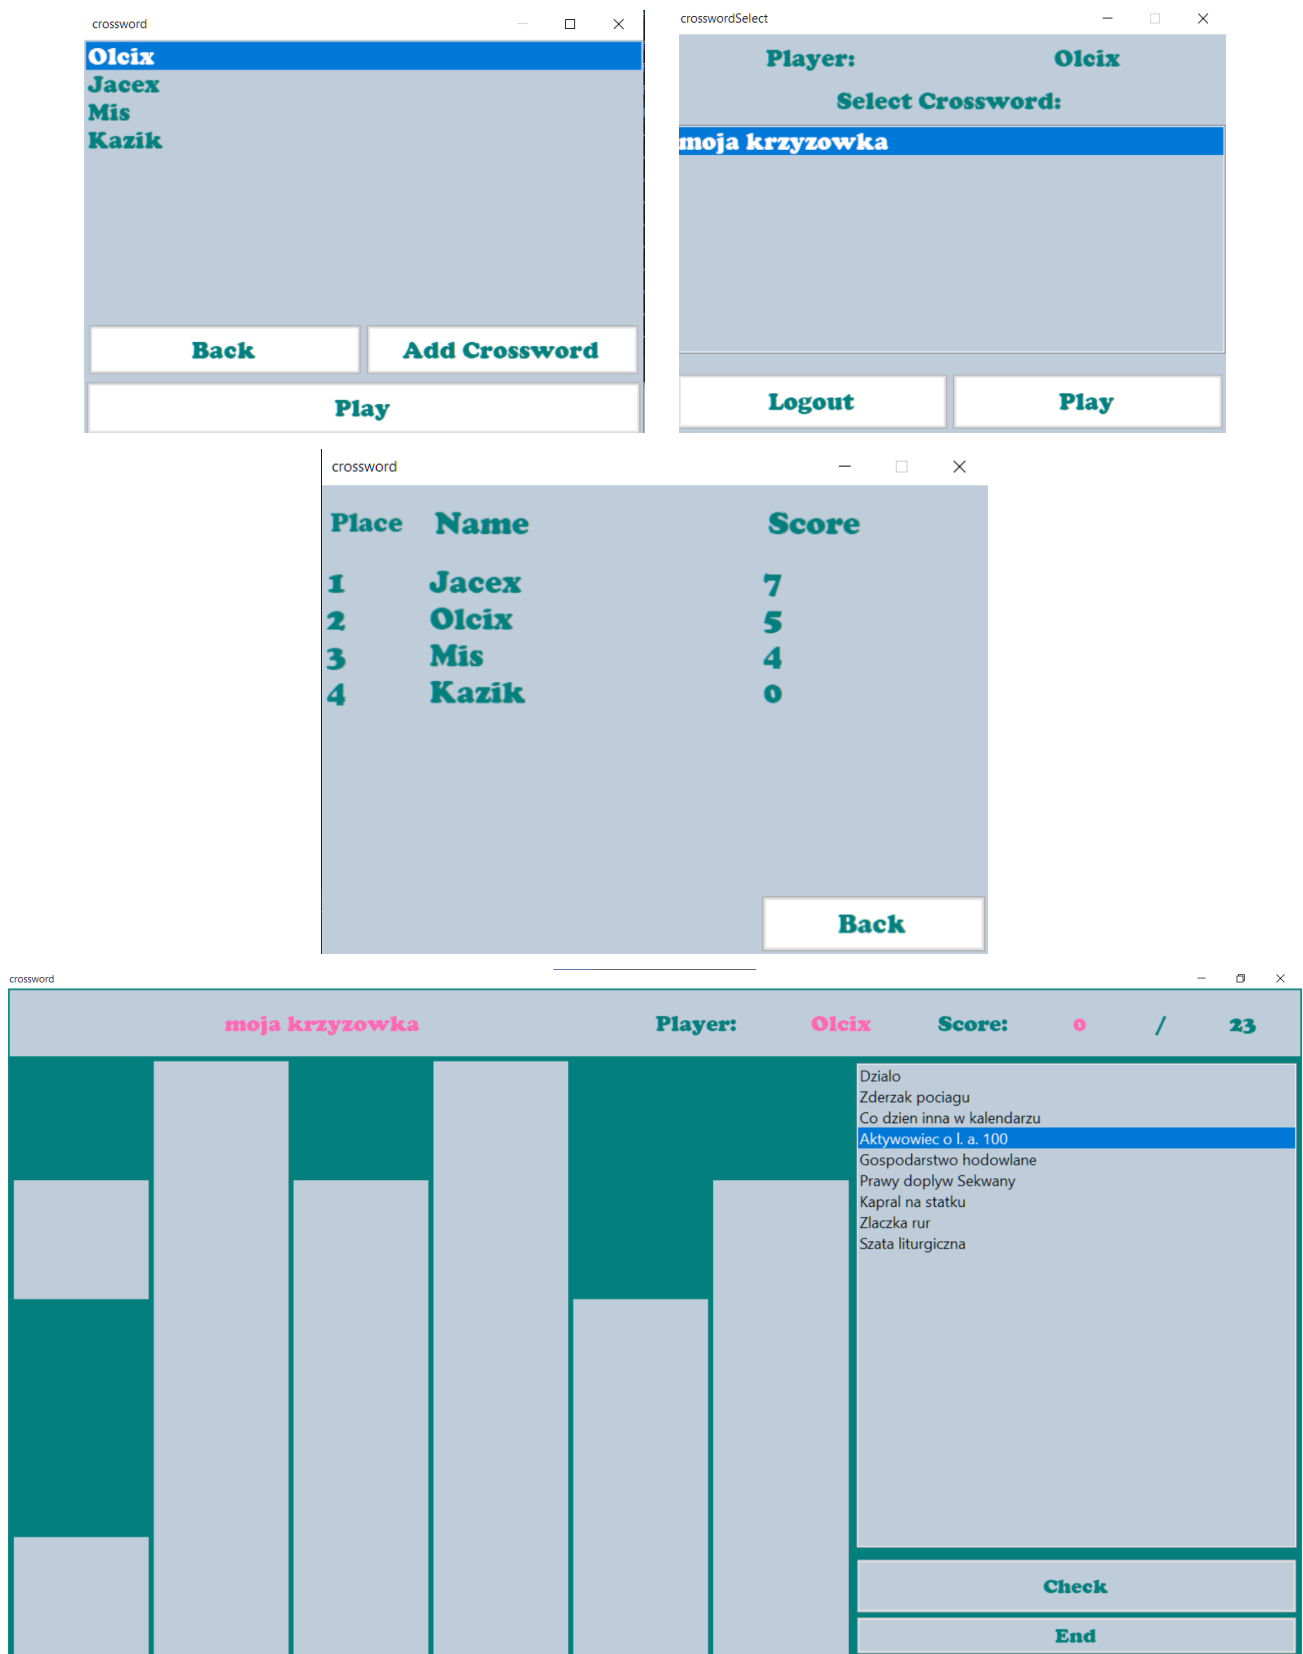 crossword
Olcix
Jacex
Mis
Kazik
Back
Add Crossword
Play
crosswordSelect
Player: Olcix
Select Crossword:
moja krzyzowka
Logout
Play
crossword
Place Name Score
1 Jacex 7
2 Olcix 5
3 Mis 4
4 Kazik 0
Back
crossword
moja krzyzowka Player: Olcix Score: 0 / 23
Dzialo
Zderzak pociagu
Co dzien inna w kalendarzu
Aktywowiec o l. a. 100
Gospodarstwo hodowlane
Prawy doplyw Sekwany
Kapral na statku
Zlaczka rur
Szata liturgiczna
Check
End